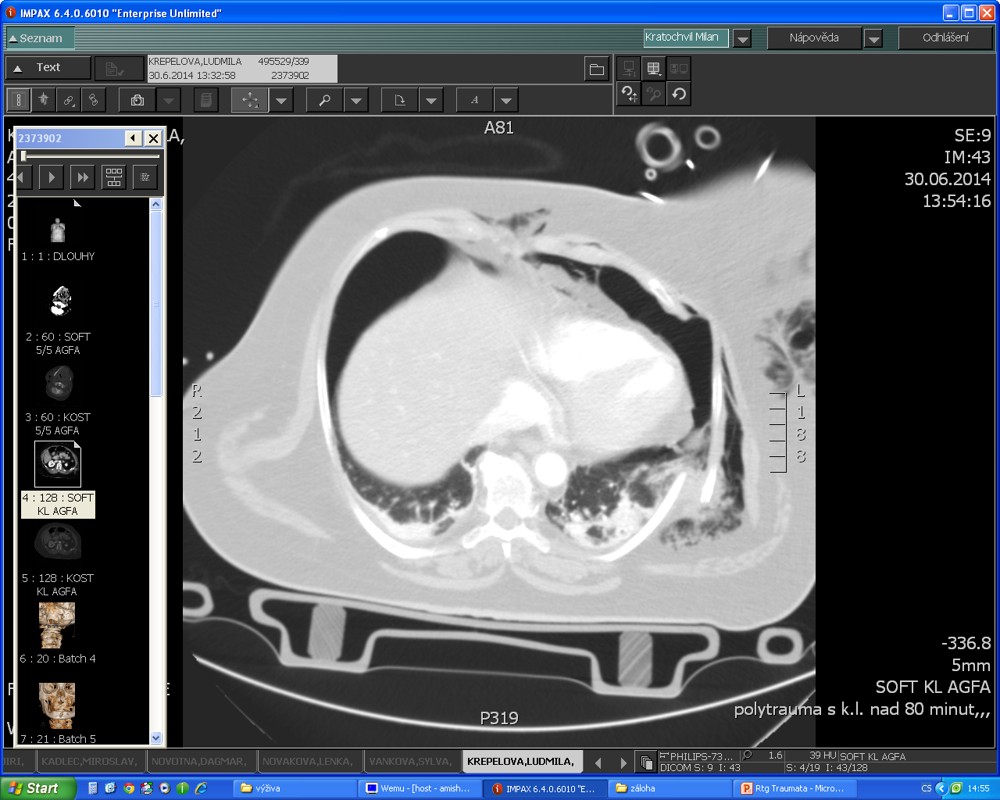 IMPAX 6.4.0.6010 "Enterprise Unlimited"
Seznam
Kratochvil Milan
Nápověda
Odhlášení
Text
KREPELOVA,LUDMILA 495529/339
30.6.2014 13:32:58 2373902
A
A81
SE:9
IM:43
30.06.2014
13:54:16
2373902
1 : 1 : DLOUHY
2 : 60 : SOFT
5/5 AGFA
3 : 60 : KOST
5/5 AGFA
4 : 128 : SOFT
KL AGFA
5 : 128 : KOST
KL AGFA
6 : 20 : Batch 4
7 : 21 : Batch 5
R
2
1
2
L
1
8
8
-336.8
5mm
SOFT KL AGFA
polytrauma s k.l. nad 80 minut,,,
P319
KADLEC,MIROSLAV,
NOVOTNA,DAGMAR,
NOVAKOVA,LENKA,
VANKOVA,SYLVA,
KREPELOVA,LUDMILA,
PHILIPS-73...
1.6
39 HU
SOFT KL AGFA
DICOM S: 9 I: 43
S: 4/19 I: 43/128
Start
výživa
Wemu - [host - amish...
IMPAX 6.4.0.6010 "E...
záloha
Rtg Traumata - Micro...
CS
14:55